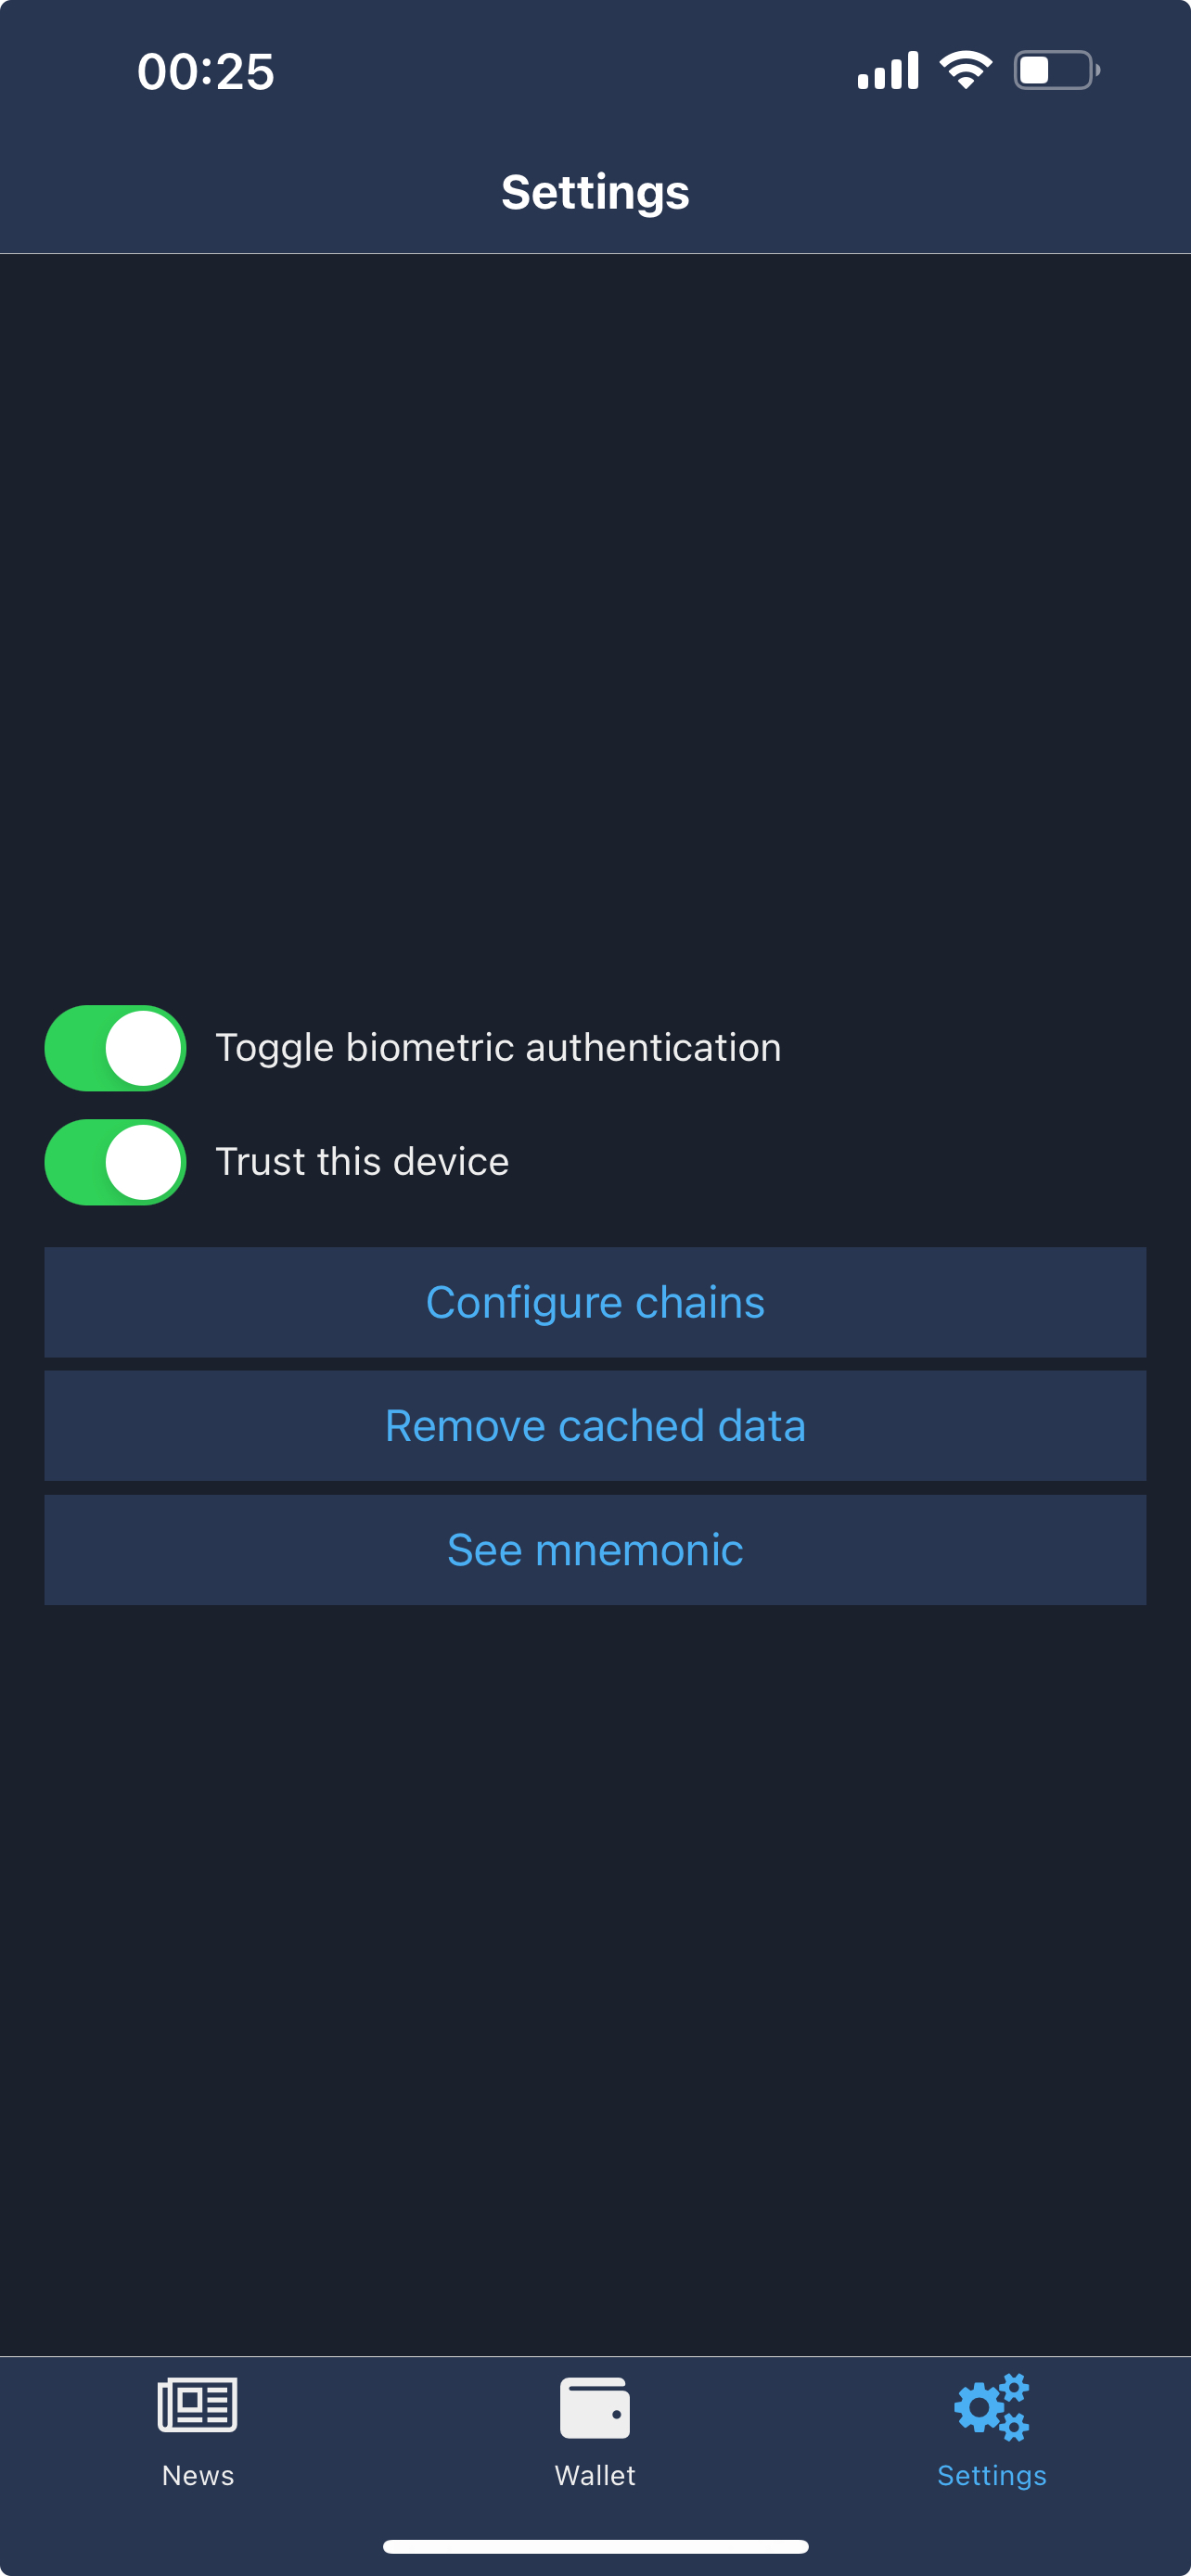 00:25
Settings
Toggle biometric authentication
Trust this device
Configure chains
Remove cached data
See mnemonic
News
Wallet
Settings